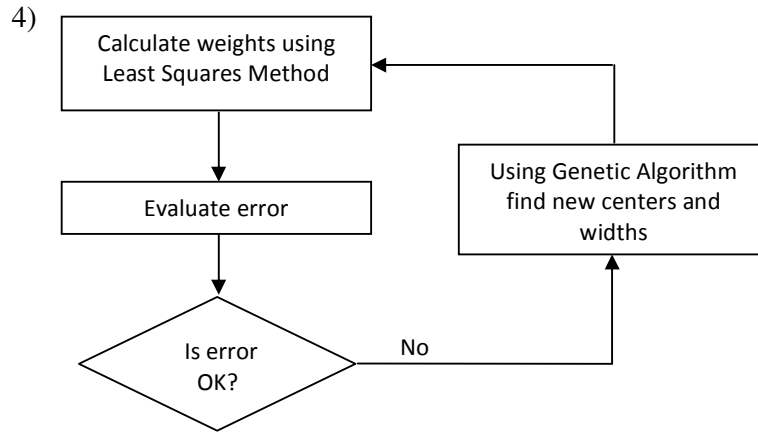 4)
Calculate weights using
Least Squares Method
Evaluate error
Is error
OK?
No
Using Genetic Algorithm
find new centers and
widths